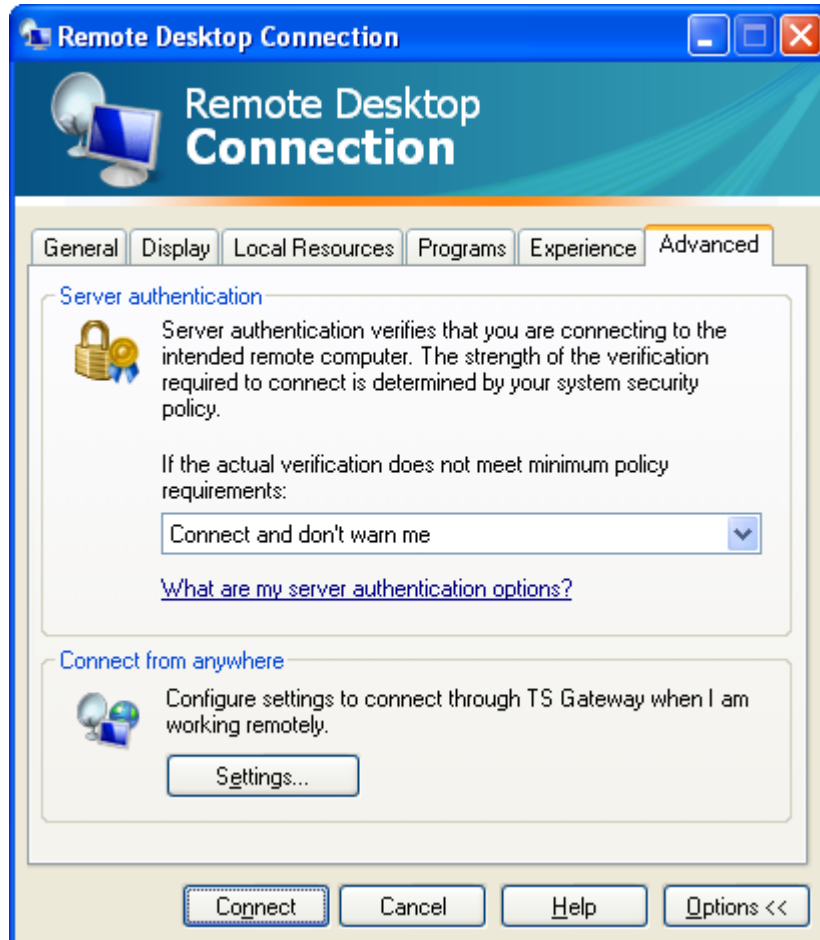 Remote Desktop Connection
Remote Desktop
Connection
General Display Local Resources Programs Experience Advanced
Server authentication
Server authentication verifies that you are connecting to the
intended remote computer. The strength of the verification
required to connect is determined by your system security
policy.
If the actual verification does not meet minimum policy
requirements:
Connect and don't warn me
What are my server authentication options?
Connect from anywhere
Configure settings to connect through TS Gateway when I am
working remotely.
Settings...
Connect Cancel Help Options <<